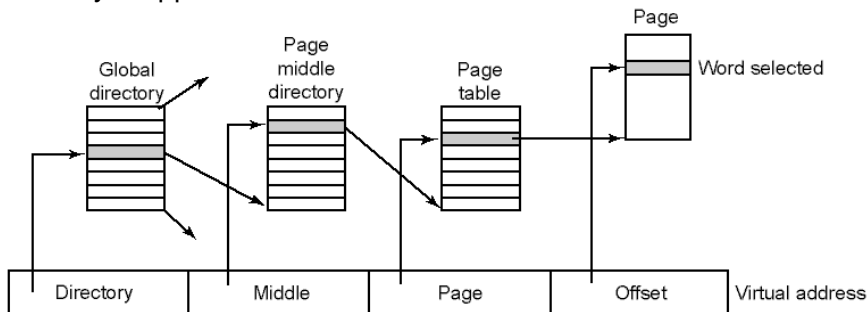 Page
Page
middle
directory
Global
directory
Page
table
Word selected
Directory
Middle
Page
Offset
Virtual address